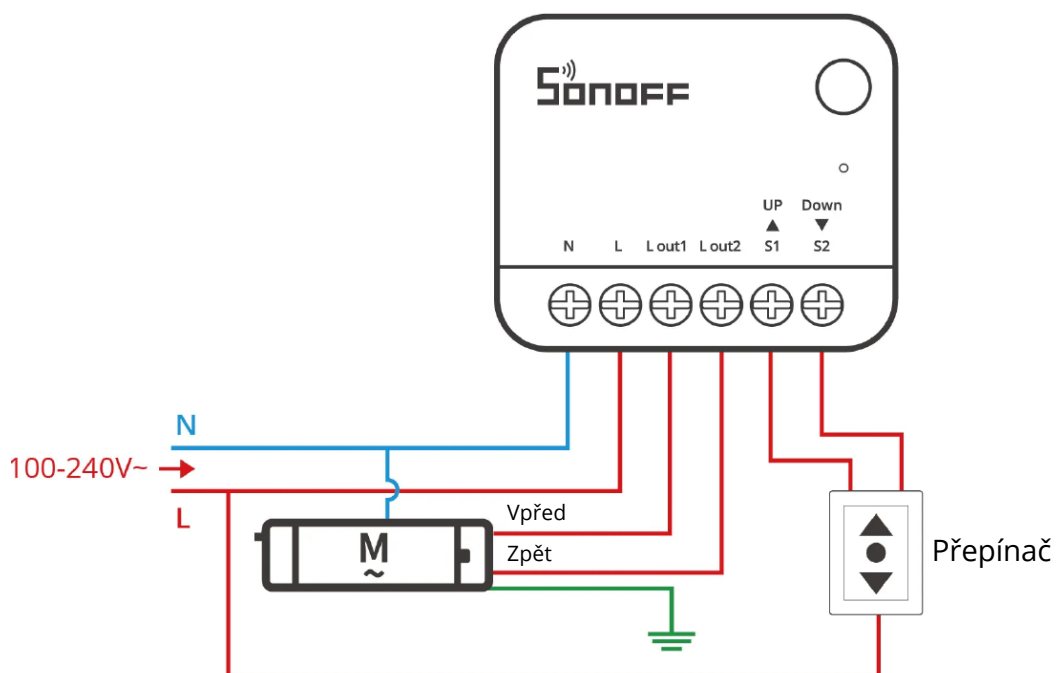 SONOFF
UP Down
N L L out1 L out2 S1 S2
N
100-240V~
L
Vpřed
Zpět
M
~
Přepínač